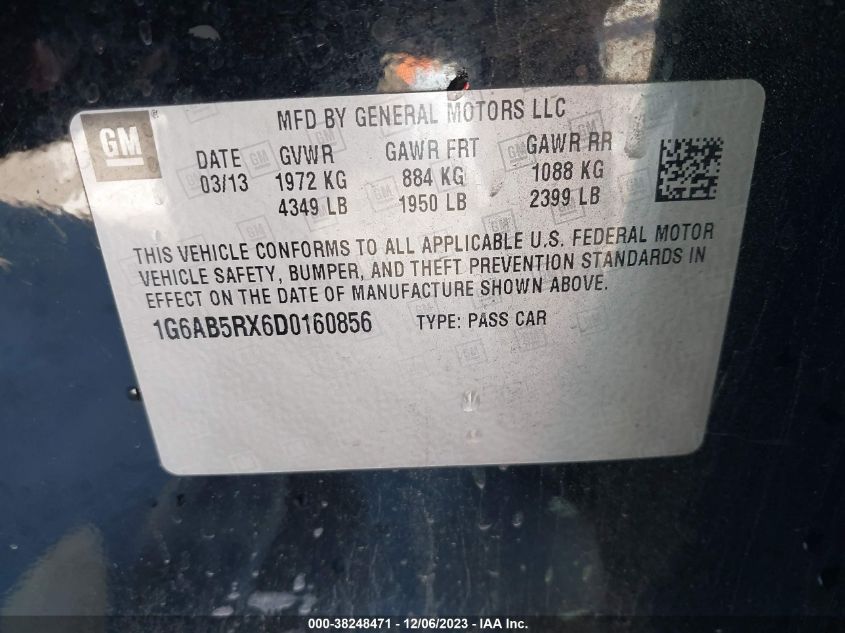 GM
®
MFD BY GENERAL MOTORS LLC
DATE GVWR GAWR FRT GAWR RR
03/13 1972 KG 884 KG 1088 KG
4349 LB 1950 LB 2399 LB
THIS VEHICLE CONFORMS TO ALL APPLICABLE U.S. FEDERAL MOTOR
VEHICLE SAFETY, BUMPER, AND THEFT PREVENTION STANDARDS IN
EFFECT ON THE DATE OF MANUFACTURE SHOWN ABOVE.
1G6AB5RX6D0160856 TYPE: PASS CAR
000-38248471 - 12/06/2023 - IAA Inc.